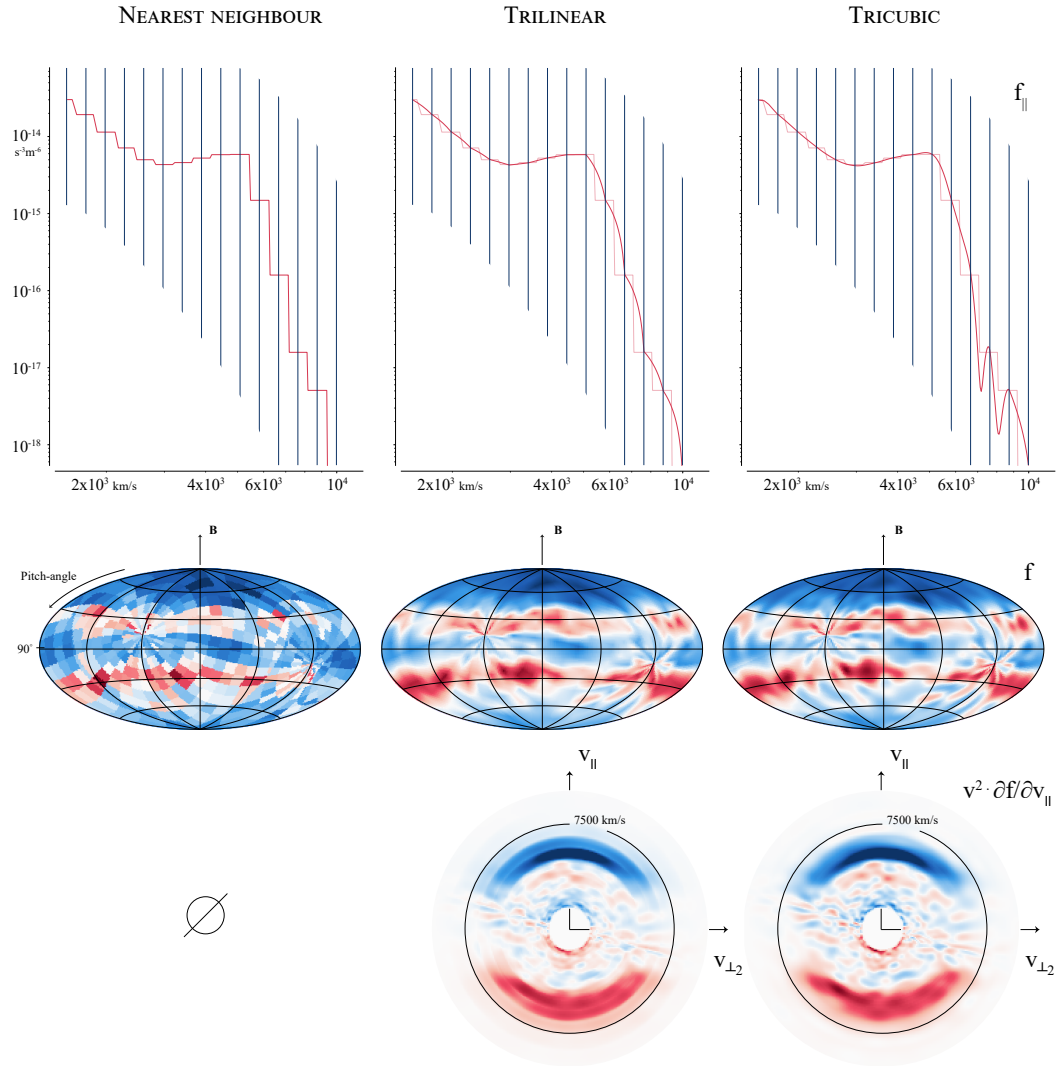 NEAREST NEIGHBOUR
TRILINEAR
TRICUBIC
f||
10-14
s-3m-6
10-15
10-16
10-17
10-18
2x10³ km/s 4x10³ 6x10³ 10⁴
2x10³ km/s 4x10³ 6x10³ 10⁴
2x10³ km/s 4x10³ 6x10³ 10⁴
B
B
B
Pitch-angle
f
90°
v||
v||
v² · ∂f/∂v||
7500 km/s
7500 km/s
v⊥2
v⊥2